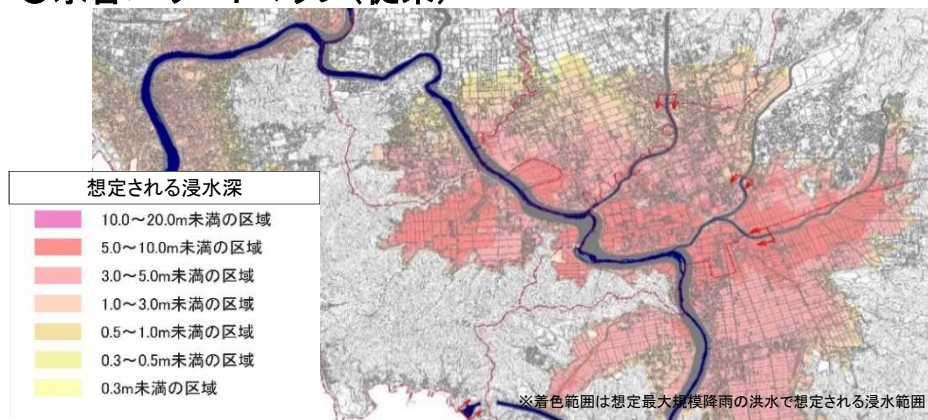 想定される浸水深
10.0~20.0m未満の区域
5.0~10.0m未満の区域
3.0~5.0m未満の区域
1.0~3.0m未満の区域
0.5~1.0m未満の区域
0.3~0.5m未満の区域
0.3m未満の区域
※着色範囲は想定最大規模降雨の洪水で想定される浸水範囲